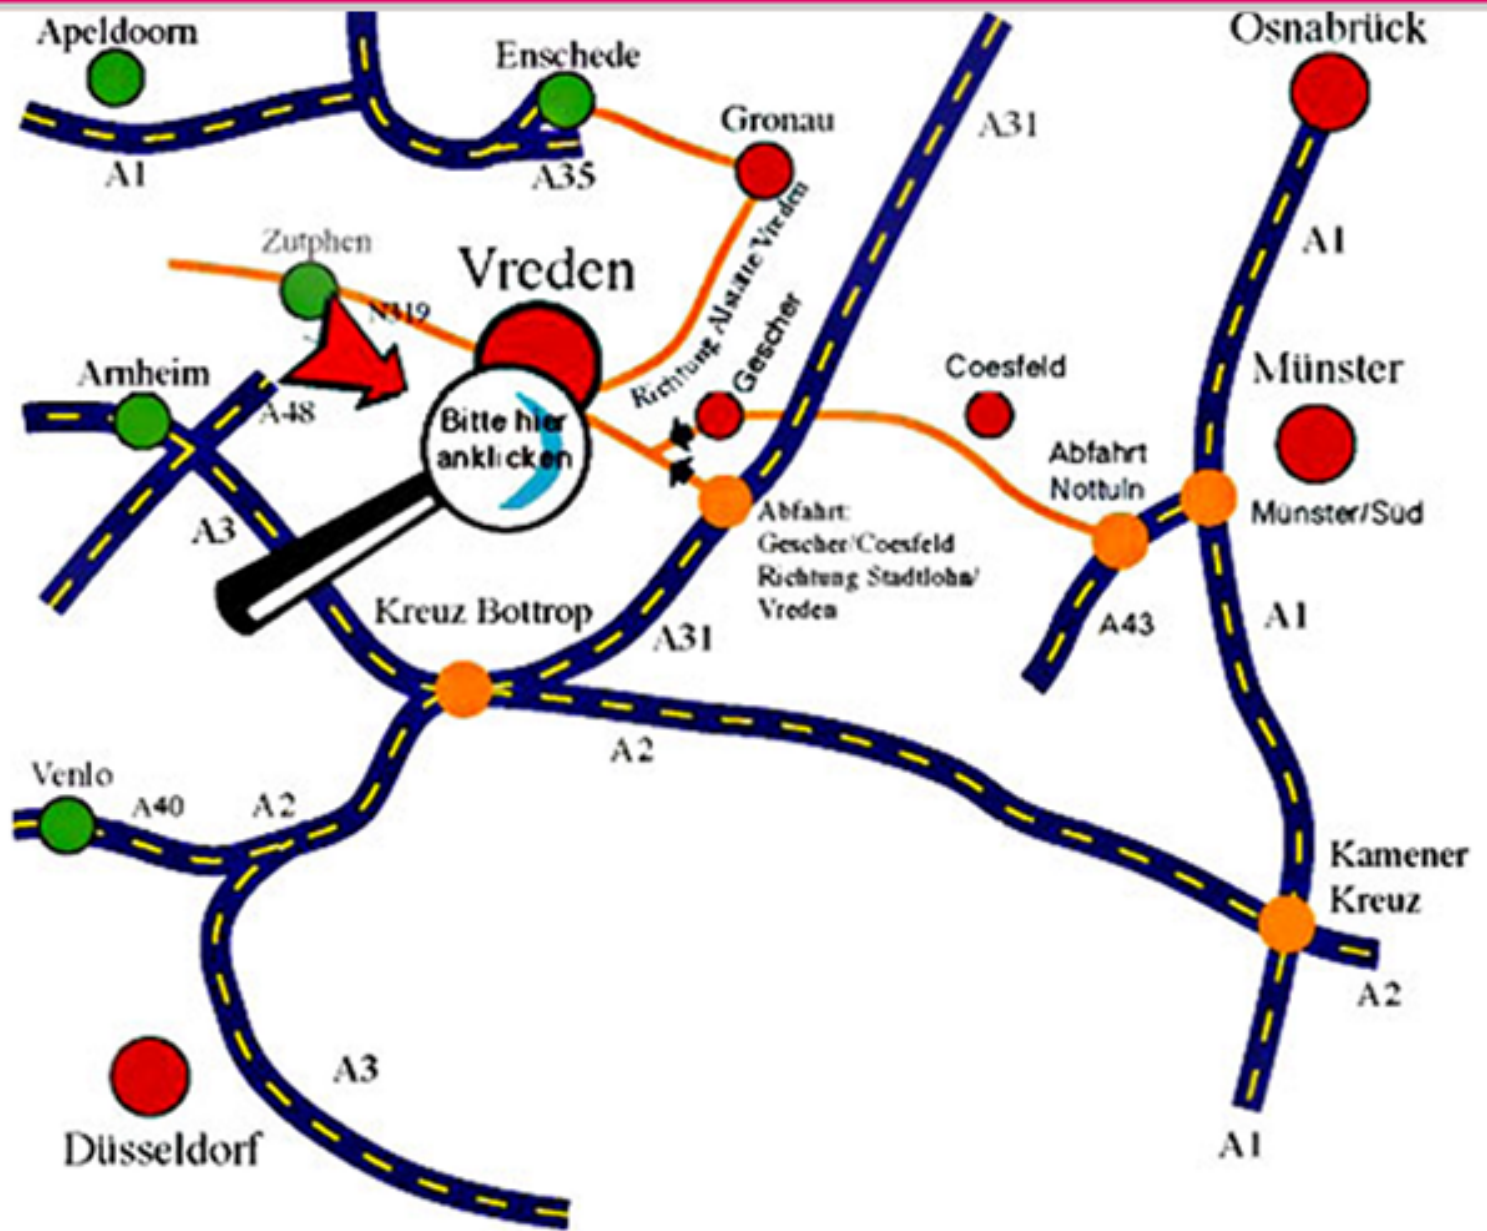 Apeldoorn
Osnabrück
Enschede
Gronau
A31
A1
A35
A1
Zutphen
Vreden
Richtung Alstätte/Vreden
N319
Gescher
Arnheim
A48
Coesfeld
Münster
Bitte hier
anklicken
Abfahrt
Nottuln
Münster/Süd
A3
Abfahrt:
Gescher/Coesfeld
Richtung Stadtlohn/
Vreden
Kreuz Bottrop
A31
A43
A1
A2
Venlo
A40
A2
Kamener
Kreuz
A2
A3
Düsseldorf
A1